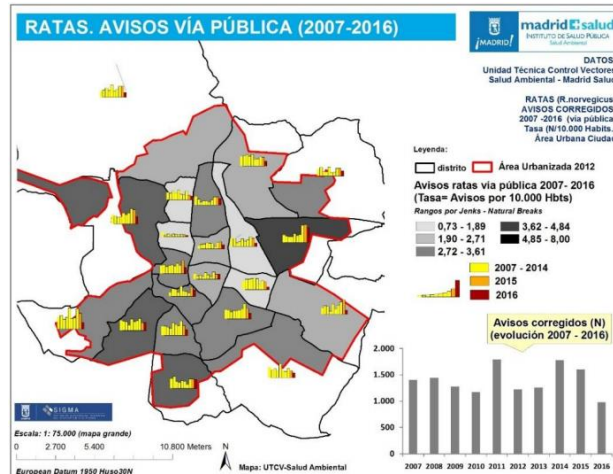 RATAS. AVISOS VÍA PÚBLICA (2007-2016)
¡MADRID!
madrid+salud
INSTITUTO DE SALUD PÚBLICA
Salud Ambiental
DATOS
Unidad Técnica Control Vectores
Salud Ambiental - Madrid Salud
RATAS (R.norvegicus
AVISOS CORREGIDOS
2007 -2016 (via pública
Tasa (N/10.000 Habits.
Área Urbana Ciudad
Leyenda:
distrito
Área Urbanizada 2012
Avisos ratas via pública 2007- 2016
(Tasa= Avisos por 10.000 Hbts)
Rangos por Jenks - Natural Breaks
0,73 - 1,89
3,62 - 4,84
1,90 - 2,71
4,85 - 8,00
2,72 - 3,61
2007 - 2014
2015
2016
Avisos corregidos (N)
(evolución 2007 - 2016)
2.000
1.500
1.000
500
0
2007 2008 2009 2010 2011 2012 2013 2014 2015 2016
SIGMA
Escala: 1: 75.000 (mapa grande)
0 2.700 5.400 10.800 Meters
N
European Datum 1950 Huso30N
Mapa: UTCV-Salud Ambiental